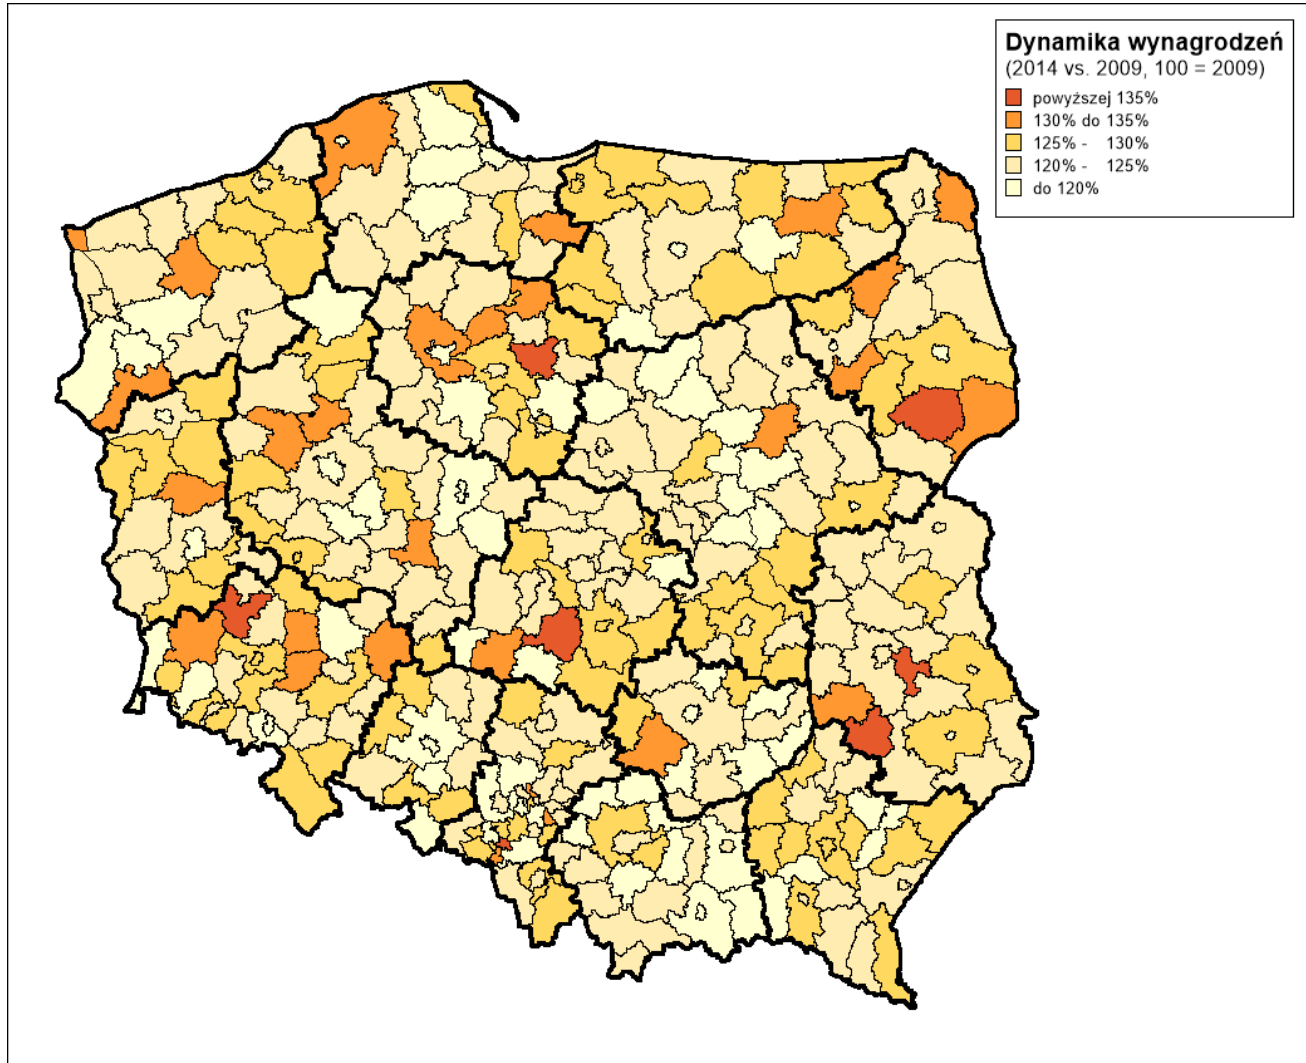 Dynamika wynagrodzeń
(2014 vs. 2009, 100 = 2009)
powyższej 135%
130% do 135%
125% - 130%
120% - 125%
do 120%